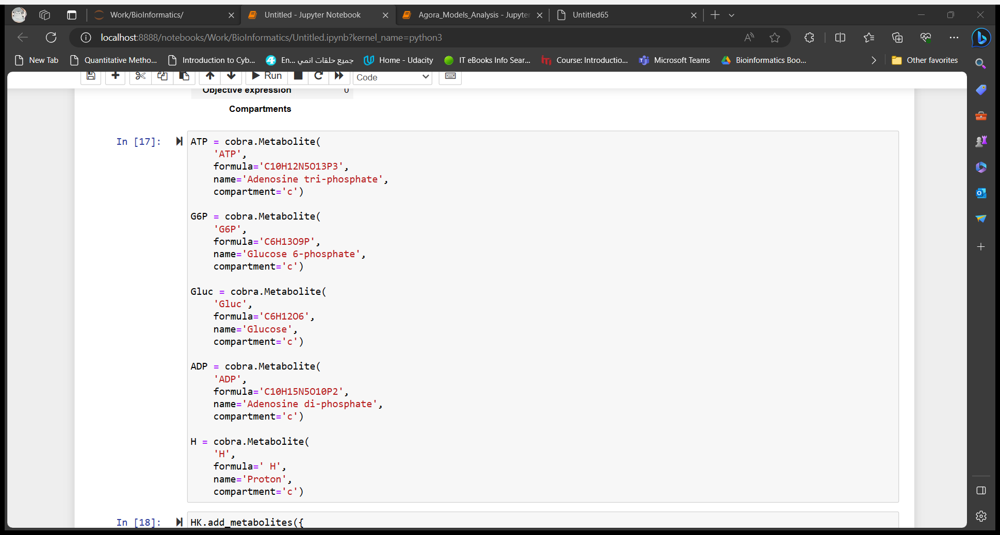 Work/BioInformatics/
Untitled - Jupyter Notebook
Agora_Models_Analysis - Jupyter
Untitled65
localhost:8888/notebooks/Work/BioInformatics/Untitled.ipynb?kernel_name=python3
New Tab
Quantitative Metho...
Introduction to Cyb...
En... جميع حلقات انمي
Home - Udacity
IT eBooks Info Sear...
Course: Introductio...
Microsoft Teams
Bioinformatics Boo...
Other favorites
Run
Code
Objective expression 0
Compartments
In [17]:
ATP = cobra.Metabolite(
'ATP',
formula='C10H12N5O13P3',
name='Adenosine tri-phosphate',
compartment='c')
G6P = cobra.Metabolite(
'G6P',
formula='C6H13O9P',
name='Glucose 6-phosphate',
compartment='c')
Gluc = cobra.Metabolite(
'Gluc',
formula='C6H12O6',
name='Glucose',
compartment='c')
ADP = cobra.Metabolite(
'ADP',
formula='C10H15N5O10P2',
name='Adenosine di-phosphate',
compartment='c')
H = cobra.Metabolite(
'H',
formula=' H',
name='Proton',
compartment='c')
In [18]:
HK.add_metabolites({